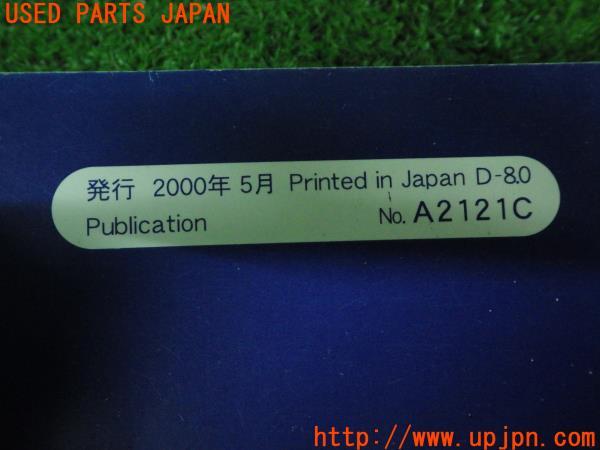 USED PARTS JAPAN
発行 2000年 5月 Printed in Japan D-8.0
Publication No. A2121C
http://www.upjpn.com/